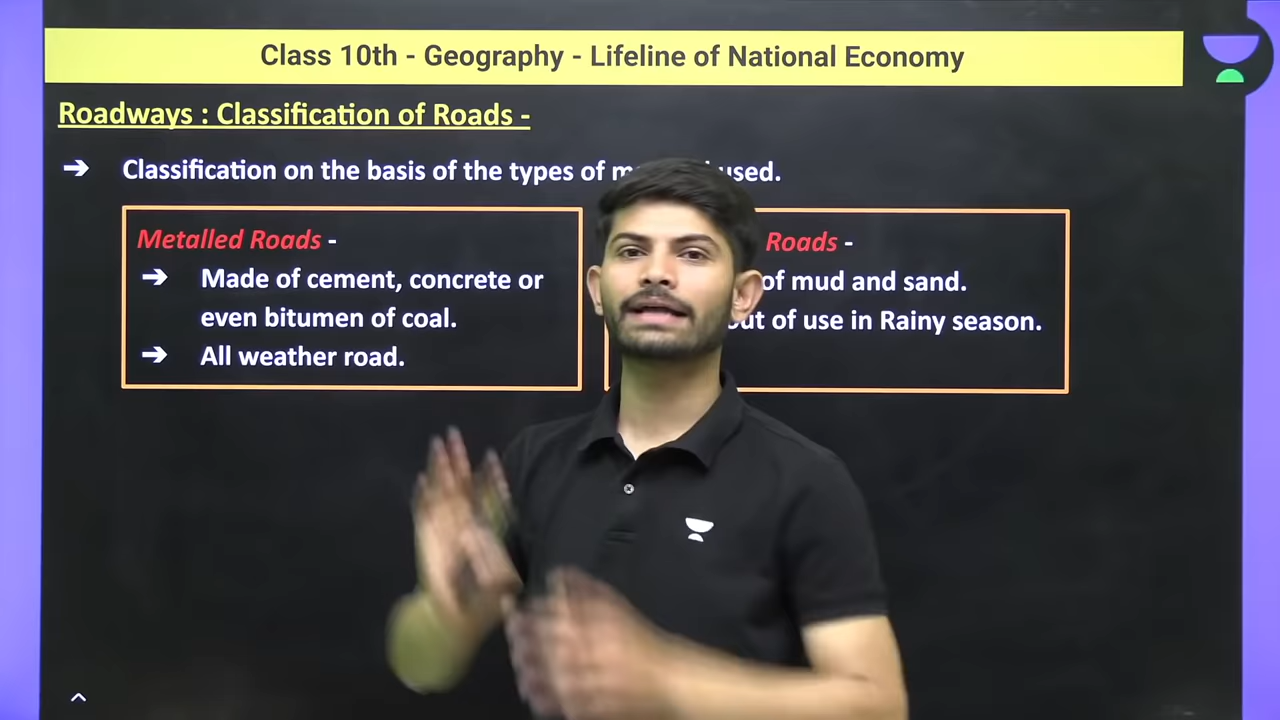 Class 10th - Geography - Lifeline of National Economy
Roadways : Classification of Roads -
➔ Classification on the basis of the types of used.
Metalled Roads -
➔ Made of cement, concrete or
even bitumen of coal.
➔ All weather road.
Roads -
of mud and sand.
out of use in Rainy season.